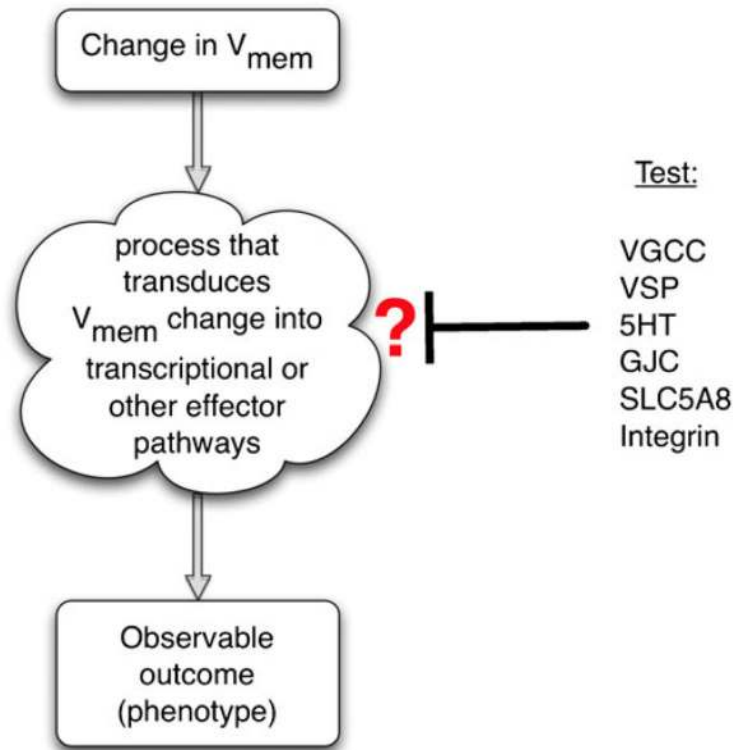 Change in Vmem
process that
transduces
Vmem change into
transcriptional or
other effector
pathways
?
Test:
VGCC
VSP
5HT
GJC
SLC5A8
Integrin
Observable
outcome
(phenotype)